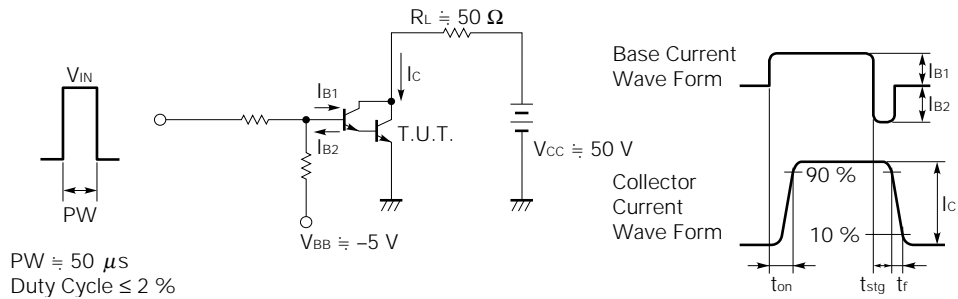 VIN
PW
PW ≒ 50 μs
Duty Cycle ≤ 2 %
RL ≒ 50 Ω
IC
IB1
IB2
T.U.T.
VCC ≒ 50 V
VBB ≒ –5 V
Base Current
Wave Form
IB1
IB2
Collector
Current
Wave Form
90 %
10 %
IC
ton
tstg
tf